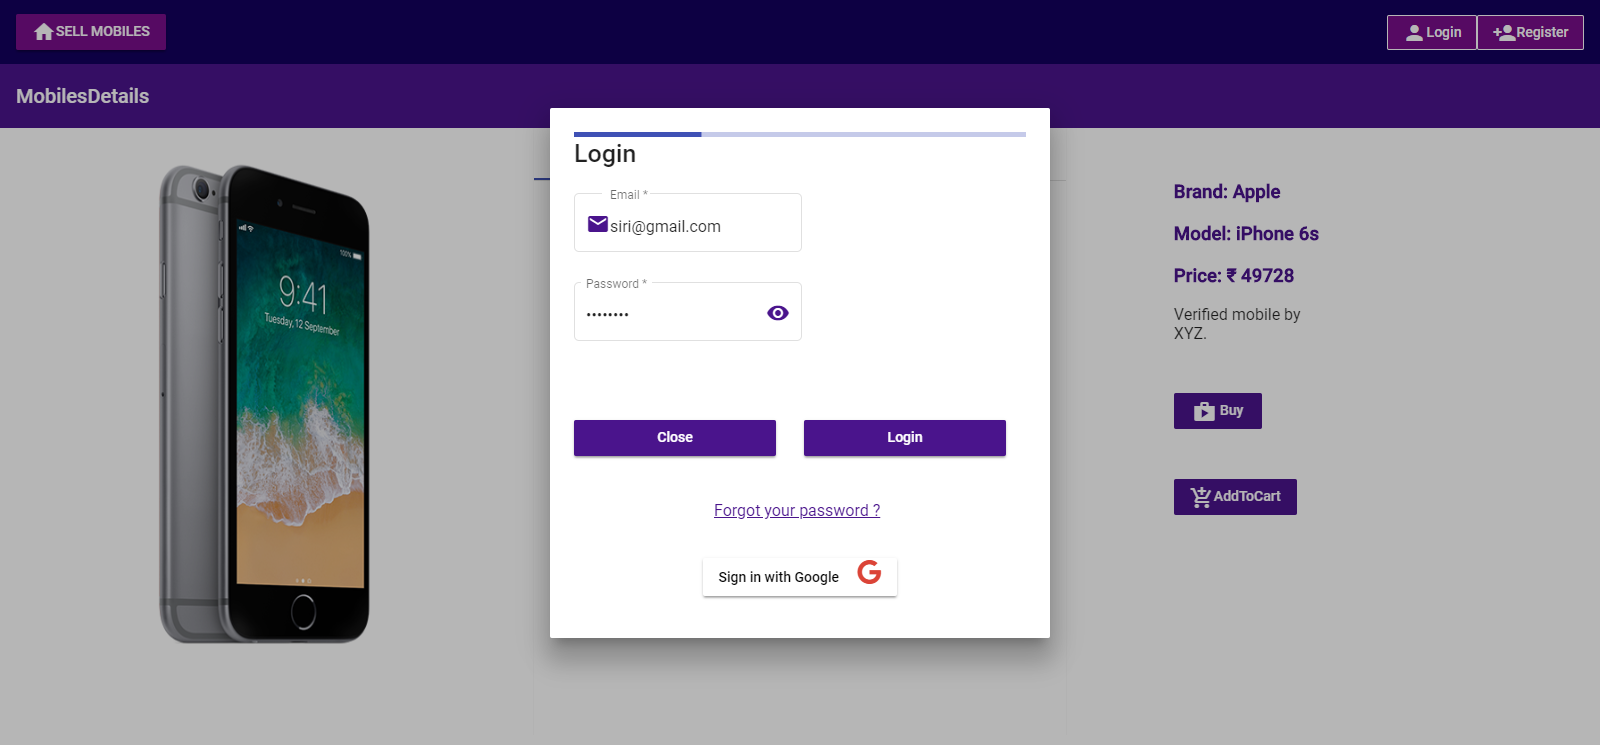 SELL MOBILES
Login
Register
MobilesDetails
Login
Email *
siri@gmail.com
Password *
••••••••
Close
Login
Forgot your password ?
Sign in with Google
G
9:41
Tuesday, 12 September
100%
Brand: Apple
Model: iPhone 6s
Price: ₹ 49728
Verified mobile by
XYZ.
Buy
AddToCart